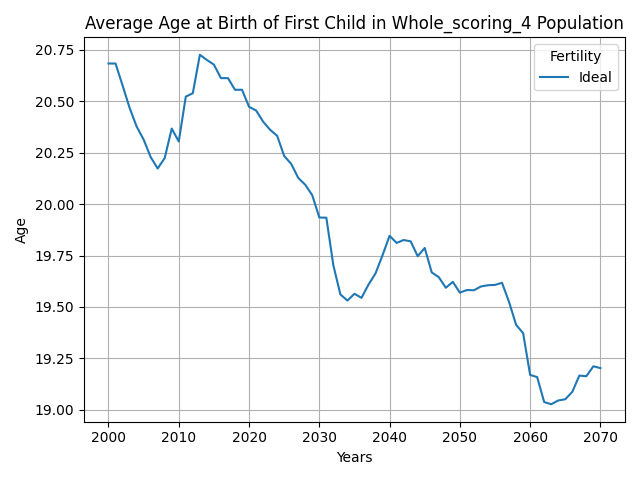 Average Age at Birth of First Child in Whole_scoring_4 Population
Fertility
Ideal
Age
20.75
20.50
20.25
20.00
19.75
19.50
19.25
19.00
2000 2010 2020 2030 2040 2050 2060 2070
Years